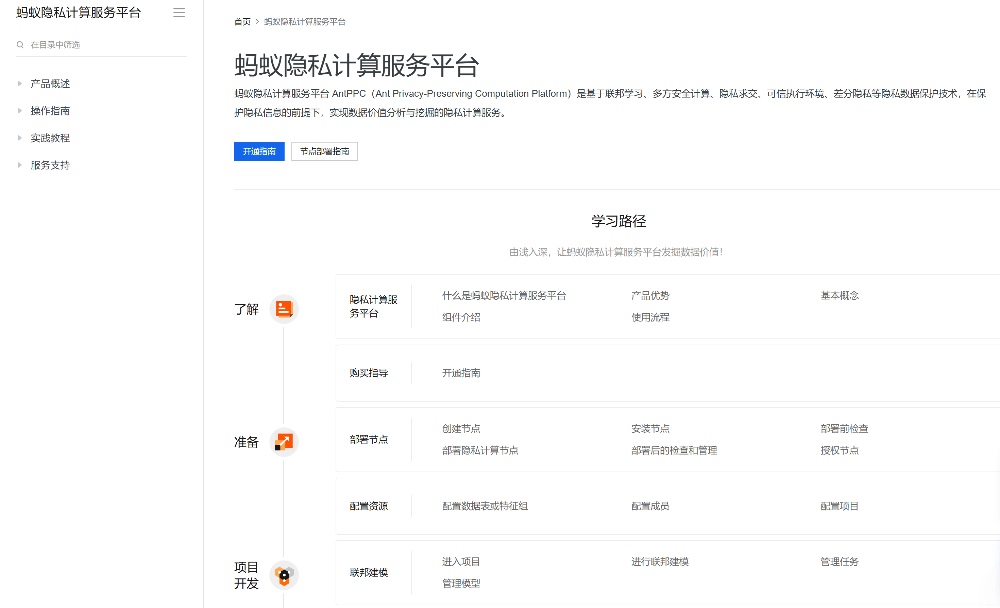 蚂蚁隐私计算服务平台
在目录中筛选
产品概述
操作指南
实践教程
服务支持
首页 > 蚂蚁隐私计算服务平台
蚂蚁隐私计算服务平台
蚂蚁隐私计算服务平台 AntPPC（Ant Privacy-Preserving Computation Platform）是基于联邦学习、多方安全计算、隐私求交、可信执行环境、差分隐私等隐私数据保护技术，在保
护隐私信息的前提下，实现数据价值分析与挖掘的隐私计算服务。
开通指南 节点部署指南
学习路径
由浅入深，让蚂蚁隐私计算服务平台发掘数据价值！
了解
隐私计算服
务平台
什么是蚂蚁隐私计算服务平台 产品优势 基本概念
组件介绍 使用流程
购买指导 开通指南
准备
部署节点
创建节点 安装节点 部署前检查
部署隐私计算节点 部署后的检查和管理 授权节点
配置资源 配置数据表或特征组 配置成员 配置项目
项目
开发
联邦建模
进入项目 进行联邦建模 管理任务
管理模型